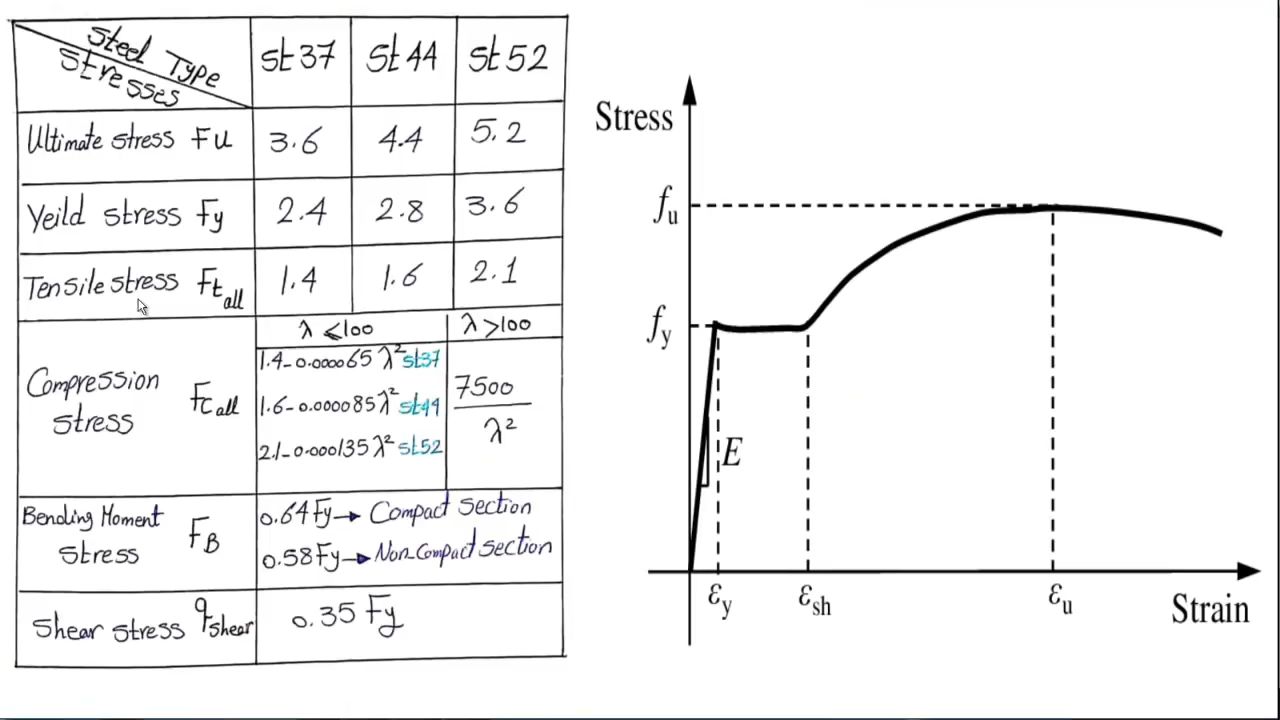 Steel Type
Stresses
St37 St44 St52
Ultimate stress Fu 3.6 4.4 5.2
Yeild stress Fy 2.4 2.8 3.6
Tensile stress Ft all 1.4 1.6 2.1
λ ≤100 λ >100
Compression stress Fc all
1.4-0.000065 λ² st37
1.6-0.000085 λ² st44
2.1-0.000135 λ² st52
7500
λ²
Bending Moment stress FB
0.64 Fy → Compact section
0.58 Fy → Non-Compact section
Shear stress qshear 0.35 Fy
Stress
fu
fy
E
εy εsh εu
Strain